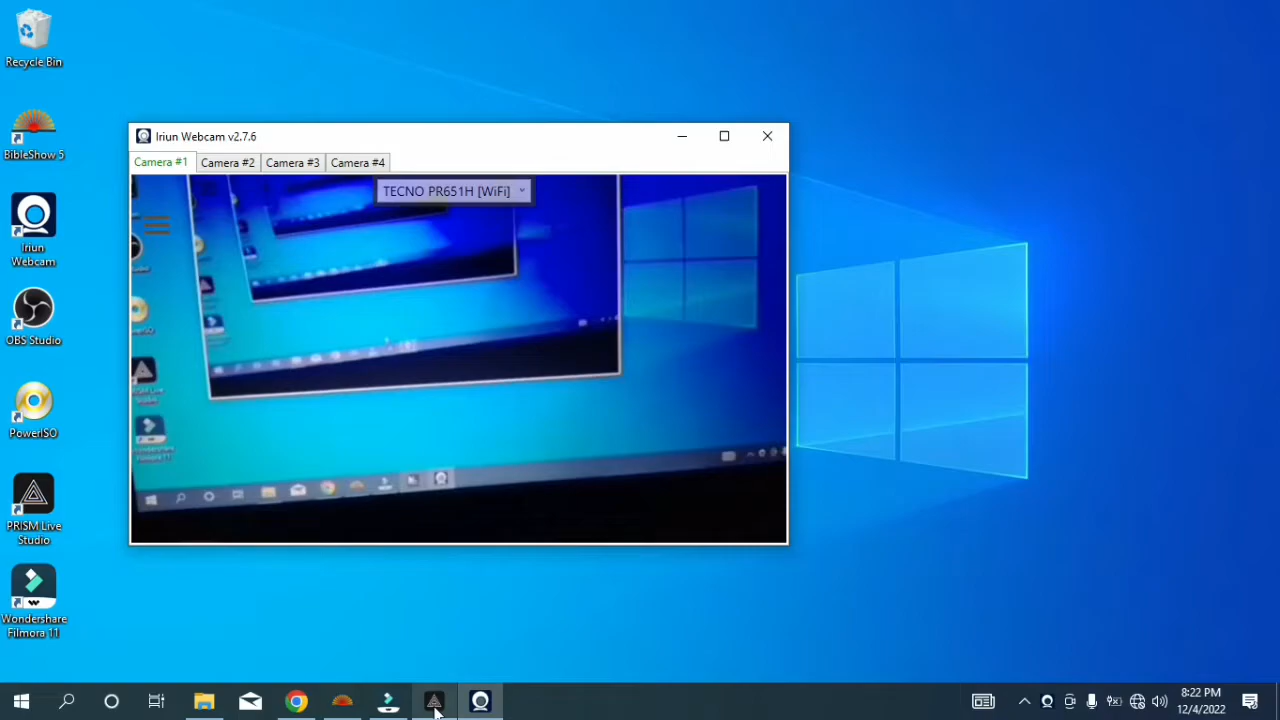 Recycle Bin
BibleShow 5
Iriun
Webcam
OBS Studio
PowerISO
PRISM Live
Studio
Wondershare
Filmora 11
Iriun Webcam v2.7.6
Camera #1
Camera #2
Camera #3
Camera #4
TECNO PR651H [WiFi]
8:22 PM
12/4/2022